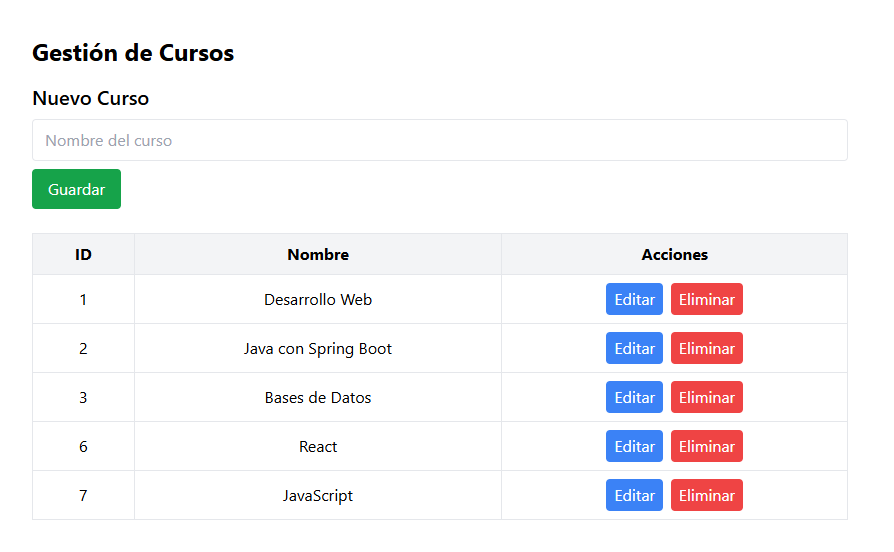 Gestión de Cursos
Nuevo Curso
Nombre del curso
Guardar
ID Nombre Acciones
1 Desarrollo Web Editar Eliminar
2 Java con Spring Boot Editar Eliminar
3 Bases de Datos Editar Eliminar
6 React Editar Eliminar
7 JavaScript Editar Eliminar